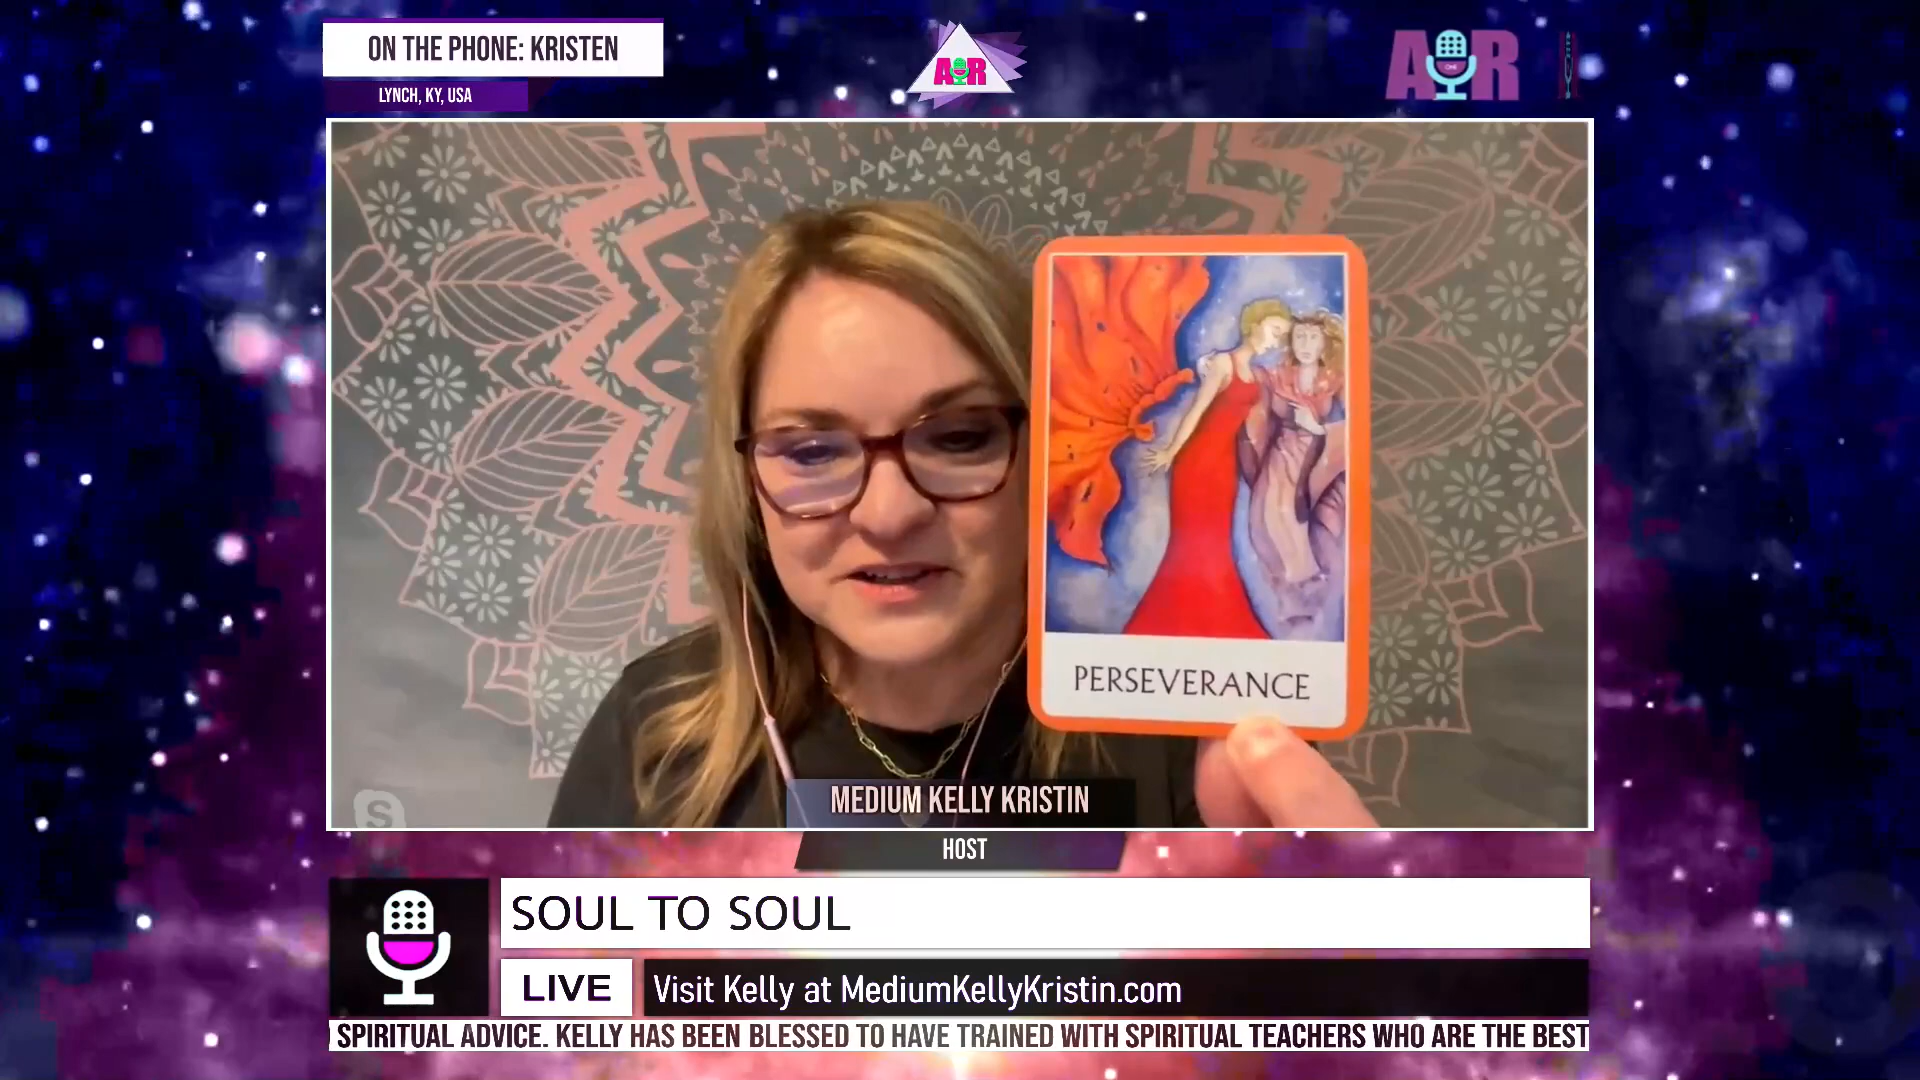 ON THE PHONE: KRISTEN
LYNCH, KY, USA
AIR
AIR
ONE
PERSEVERANCE
S
MEDIUM KELLY KRISTIN
HOST
SOUL TO SOUL
LIVE
Visit Kelly at MediumKellyKristin.com
SPIRITUAL ADVICE. KELLY HAS BEEN BLESSED TO HAVE TRAINED WITH SPIRITUAL TEACHERS WHO ARE THE BEST